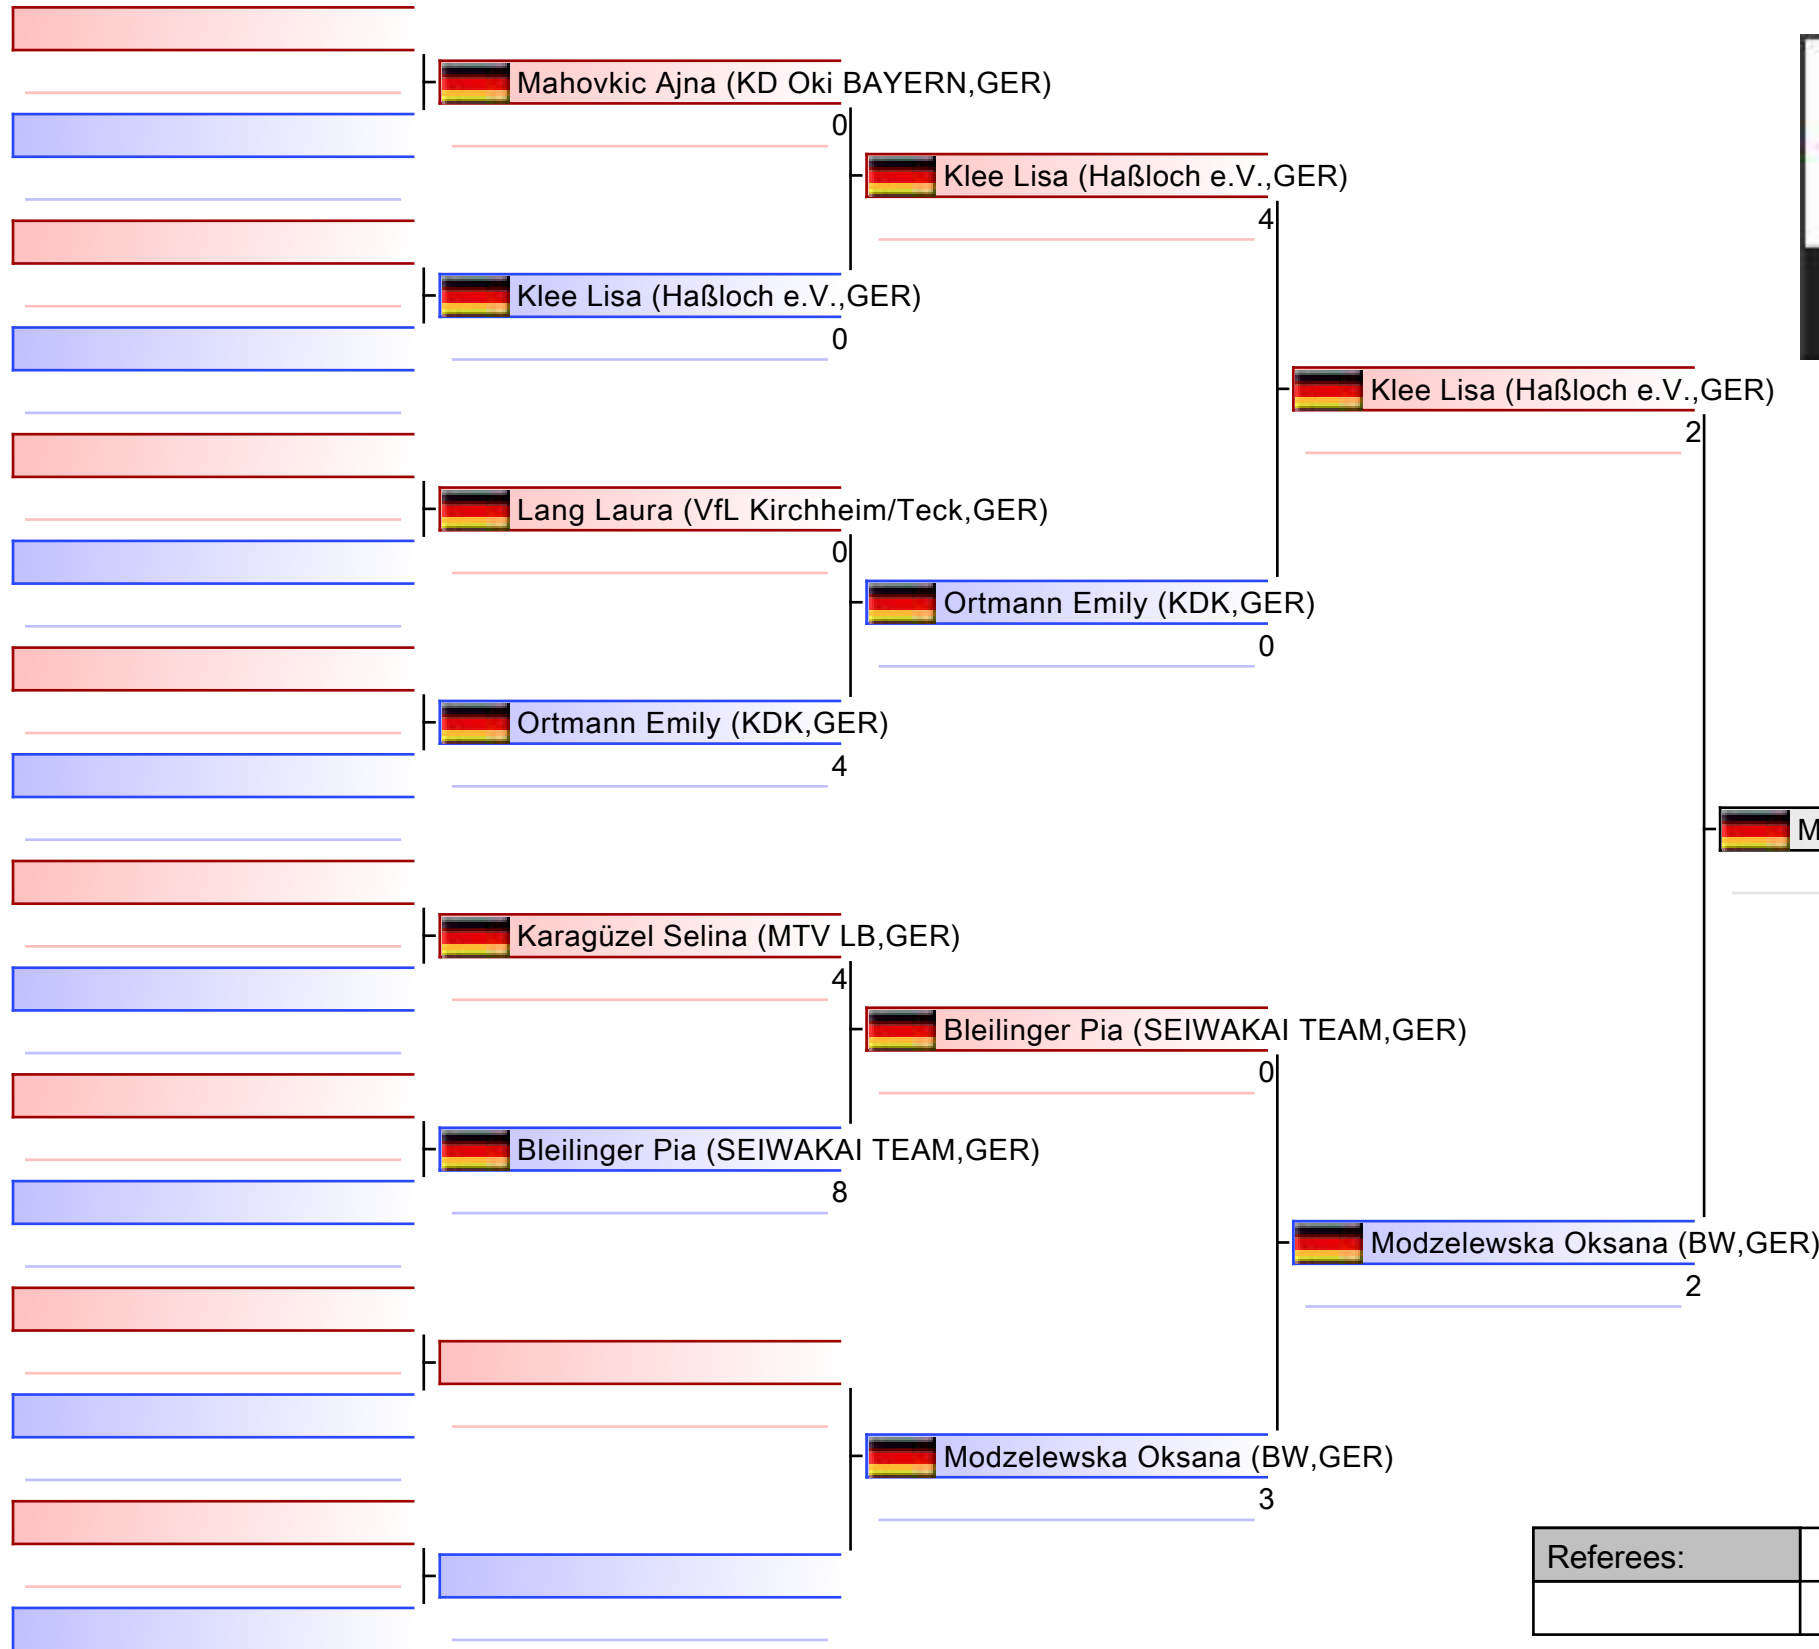 Mahovkic Ajna (KD Oki BAYERN,GER)
0
Klee Lisa (Haßloch e.V.,GER)
0
Lang Laura (VfL Kirchheim/Teck,GER)
0
Ortmann Emily (KDK,GER)
4
Karagüzel Selina (MTV LB,GER)
4
Bleilinger Pia (SEIWAKAI TEAM,GER)
8
Klee Lisa (Haßloch e.V.,GER)
4
Ortmann Emily (KDK,GER)
0
Bleilinger Pia (SEIWAKAI TEAM,GER)
0
Modzelewska Oksana (BW,GER)
3
Klee Lisa (Haßloch e.V.,GER)
2
Modzelewska Oksana (BW,GER)
2
M
Referees: